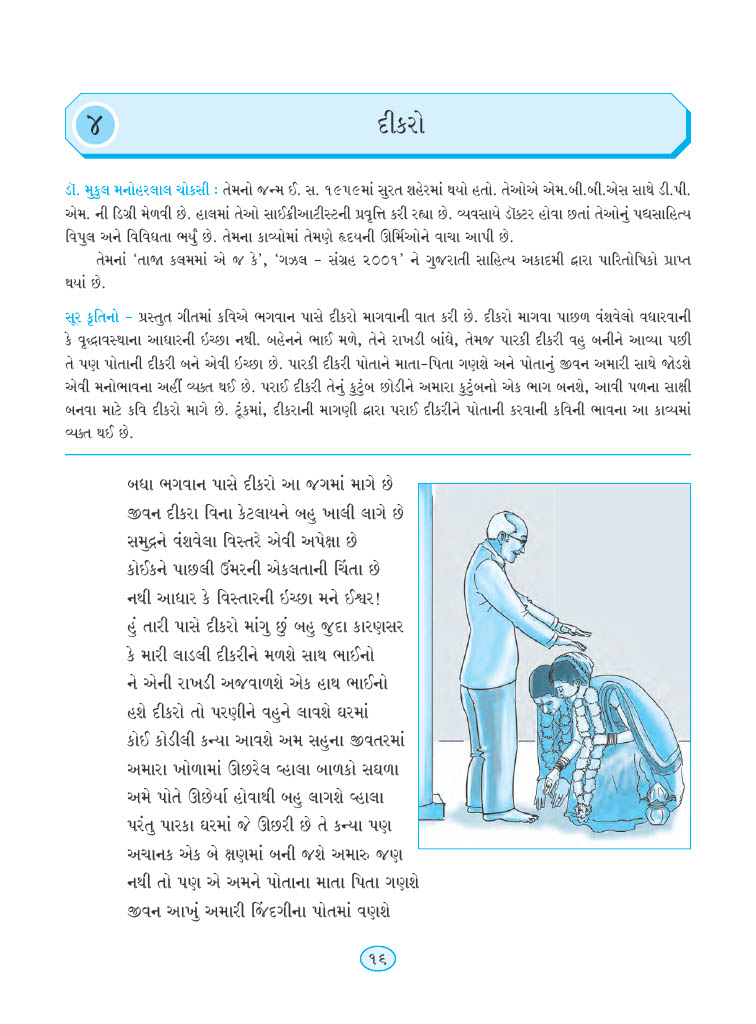 ૪
દીકરો
ડૉ. મુકુલ મનોહરલાલ ચોકસી : તેમનો જન્મ ઈ. સ. ૧૯૫૯માં સુરત શહેરમાં થયો હતો. તેઓએ એમ.બી.બી.એસ સાથે ડી.પી.
એમ. ની ડિગ્રી મેળવી છે. હાલમાં તેઓ સાઈક્રીઆટીસ્ટની પ્રવૃત્તિ કરી રહ્યા છે. વ્યવસાયે ડૉક્ટર હોવા છતાં તેઓનું પદ્યસાહિત્ય
વિપુલ અને વિવિધતા ભર્યું છે. તેમના કાવ્યોમાં તેમણે હૃદયની ઊર્મિઓને વાચા આપી છે.
તેમનાં ‘તાજા કલમમાં એ જ કે’, ‘ગઝલ – સંગ્રહ ૨૦૦૧’ ને ગુજરાતી સાહિત્ય અકાદમી દ્વારા પારિતોષિકો પ્રાપ્ત
થયાં છે.
સૂર કૃતિનો – પ્રસ્તુત ગીતમાં કવિએ ભગવાન પાસે દીકરો માગવાની વાત કરી છે. દીકરો માગવા પાછળ વંશવેલો વધારવાની
કે વૃદ્ધાવસ્થાના આધારની ઇચ્છા નથી. બહેનને ભાઈ મળે, તેને રાખડી બાંધે, તેમજ પારકી દીકરી વહુ બનીને આવ્યા પછી
તે પણ પોતાની દીકરી બને એવી ઈચ્છા છે. પારકી દીકરી પોતાને માતા-પિતા ગણશે અને પોતાનું જીવન અમારી સાથે જોડશે
એવી મનોભાવના અહીં વ્યક્ત થઈ છે. પરાઈ દીકરી તેનું કુટુંબ છોડીને અમારા કુટુંબનો એક ભાગ બનશે, આવી પળના સાક્ષી
બનવા માટે કવિ દીકરો માગે છે. ટૂંકમાં, દીકરાની માગણી દ્વારા પરાઈ દીકરીને પોતાની કરવાની કવિની ભાવના આ કાવ્યમાં
વ્યક્ત થઈ છે.
બધા ભગવાન પાસે દીકરો આ જગમાં માગે છે
જીવન દીકરા વિના કેટલાયને બહુ ખાલી લાગે છે
સમુદ્રને વંશવેલા વિસ્તરે એવી અપેક્ષા છે
કોઈકને પાછલી ઉંમરની એકલતાની ચિંતા છે
નથી આધાર કે વિસ્તારની ઇચ્છા મને ઈશ્વર!
હું તારી પાસે દીકરો માંગુ છું બહુ જુદા કારણસર
કે મારી લાડલી દીકરીને મળશે સાથ ભાઈનો
ને એની રાખડી અજવાળશે એક હાથ ભાઈનો
હશે દીકરો તો પરણીને વહુને લાવશે ઘરમાં
કોઈ કોડીલી કન્યા આવશે અમ સહુના જીવતરમાં
અમારા ખોળામાં ઊછરેલ વ્હાલા બાળકો સઘળા
અમે પોતે ઊછેર્યા હોવાથી બહુ લાગશે વ્હાલા
પરંતુ પારકા ઘરમાં જે ઊછરી છે તે કન્યા પણ
અચાનક એક બે ક્ષણમાં બની જશે અમારુ જણ
નથી તો પણ એ અમને પોતાના માતા પિતા ગણશે
જીવન આખું અમારી જિંદગીના પોતમાં વણશે
૧૬